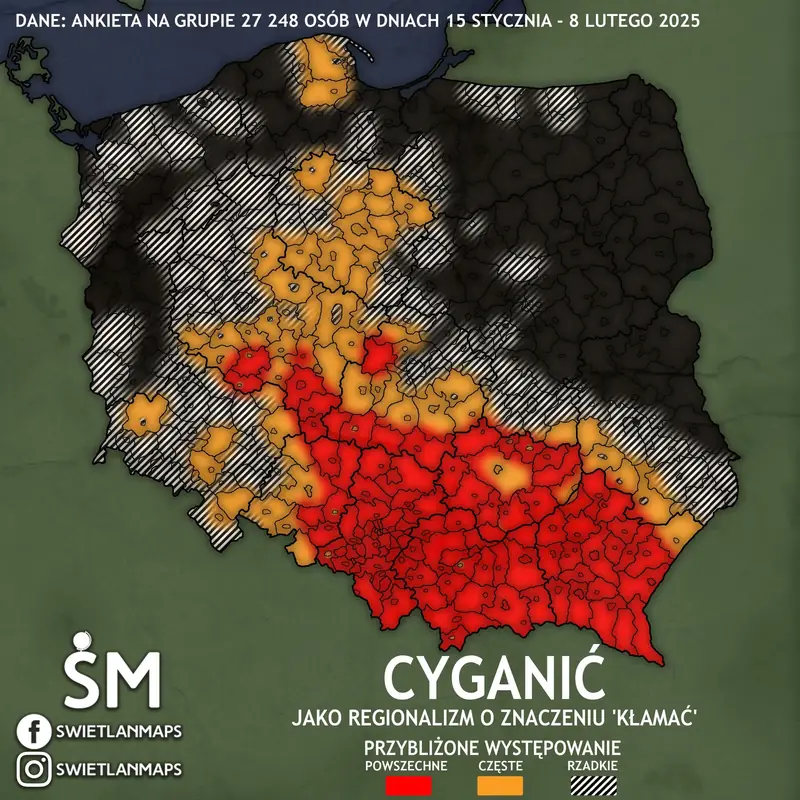 DANE: ANKIETA NA GRUPIE 27 248 OSÓB W DNIACH 15 STYCZNIA - 8 LUTEGO 2025
ŚM
SWIETLANMAPS
SWIETLANMAPS
CYGANIĆ
JAKO REGIONALIZM O ZNACZENIU 'KŁAMAĆ'
PRZYBLIŻONE WYSTĘPOWANIE
POWSZECHNE CZĘSTE RZADKIE